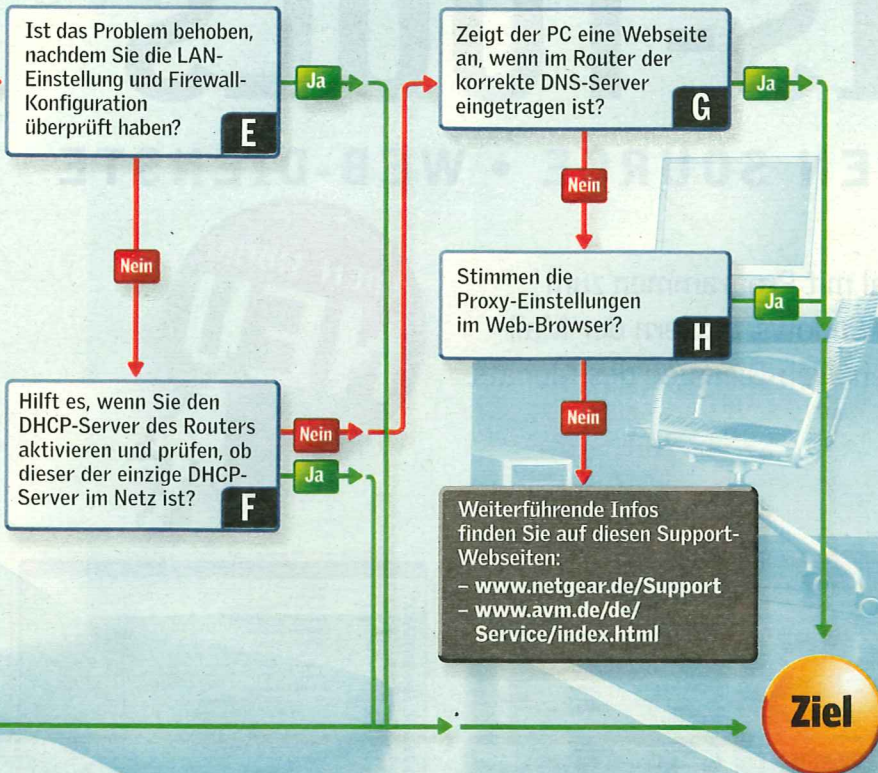 Ist das Problem behoben,
nachdem Sie die LAN-
Einstellung und Firewall-
Konfiguration
überprüft haben?
E
Ja
Nein
Hilft es, wenn Sie den
DHCP-Server des Routers
aktivieren und prüfen, ob
dieser der einzige DHCP-
Server im Netz ist?
F
Nein
Ja
Zeigt der PC eine Webseite
an, wenn im Router der
korrekte DNS-Server
eingetragen ist?
G
Ja
Nein
Stimmen die
Proxy-Einstellungen
im Web-Browser?
H
Ja
Nein
Weiterführende Infos
finden Sie auf diesen Support-
Webseiten:
– www.netgear.de/Support
– www.avm.de/de/
Service/index.html
Ziel